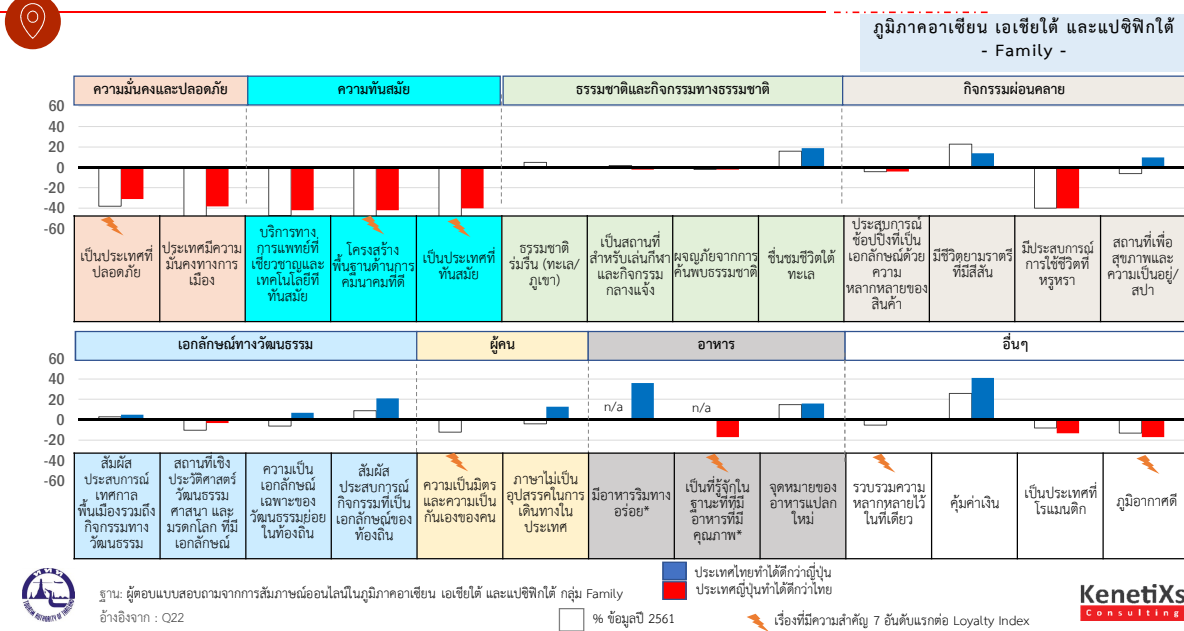 ภูมิภาคอาเซียน เอเชียใต้ และแปซิฟิกใต้
- Family -
ความมั่นคงและปลอดภัย
ความทันสมัย
ธรรมชาติและกิจกรรมทางธรรมชาติ
กิจกรรมผ่อนคลาย
60
40
20
0
-20
-40
-60
เป็นประเทศที่
ปลอดภัย
ประเทศมีความ
มั่นคงทางการ
เมือง
บริการทาง
การแพทย์ที่
เชี่ยวชาญและ
เทคโนโลยีที่
ทันสมัย
โครงสร้าง
พื้นฐานด้านการ
คมนาคมที่ดี
เป็นประเทศที่
ทันสมัย
ธรรมชาติ
ร่มรื่น (ทะเล/
ภูเขา)
เป็นสถานที่
สำหรับเล่นกีฬา
และกิจกรรม
กลางแจ้ง
ผจญภัยจากการ
ค้นพบธรรมชาติ
ชื่นชมชีวิตใต้
ทะเล
ประสบการณ์
ช้อปปิ้งที่เป็น
เอกลักษณ์ด้วย
ความ
หลากหลายของ
สินค้า
มีชีวิตยามราตรี
ที่มีสีสัน
มีประสบการณ์
การใช้ชีวิตที่
หรูหรา
สถานที่เพื่อ
สุขภาพและ
ความเป็นอยู่/
สปา
เอกลักษณ์ทางวัฒนธรรม
ผู้คน
อาหาร
อื่นๆ
60
40
20
0
-20
-40
-60
n/a
n/a
สัมผัส
ประสบการณ์
เทศกาล
พื้นเมืองรวมถึง
กิจกรรมทาง
วัฒนธรรม
สถานที่เชิง
ประวัติศาสตร์
วัฒนธรรม
ศาสนา และ
มรดกโลก ที่มี
เอกลักษณ์
ความเป็น
เอกลักษณ์
เฉพาะของ
วัฒนธรรมย่อย
ในท้องถิ่น
สัมผัส
ประสบการณ์
กิจกรรมที่เป็น
เอกลักษณ์ของ
ท้องถิ่น
ความเป็นมิตร
และความเป็น
กันเองของคน
ภาษาไม่เป็น
อุปสรรคในการ
เดินทางใน
ประเทศ
มีอาหารริมทาง
อร่อย*
เป็นที่รู้จักใน
ฐานะที่ที่มี
อาหารที่มี
คุณภาพ*
จุดหมายของ
อาหารแปลก
ใหม่
รวบรวมความ
หลากหลายไว้
ในที่เดียว
คุ้มค่าเงิน
เป็นประเทศที่
โรแมนติก
ภูมิอากาศดี
ททท
TOURISM AUTHORITY OF THAILAND
ฐาน: ผู้ตอบแบบสอบถามจากการสัมภาษณ์ออนไลน์ในภูมิภาคอาเซียน เอเชียใต้ และแปซิฟิกใต้ กลุ่ม Family
อ้างอิงจาก : Q22
ประเทศไทยทำได้ดีกว่าญี่ปุ่น
ประเทศญี่ปุ่นทำได้ดีกว่าไทย
% ข้อมูลปี 2561
เรื่องที่มีความสำคัญ 7 อันดับแรกต่อ Loyalty Index
KenetiXs
Consulting